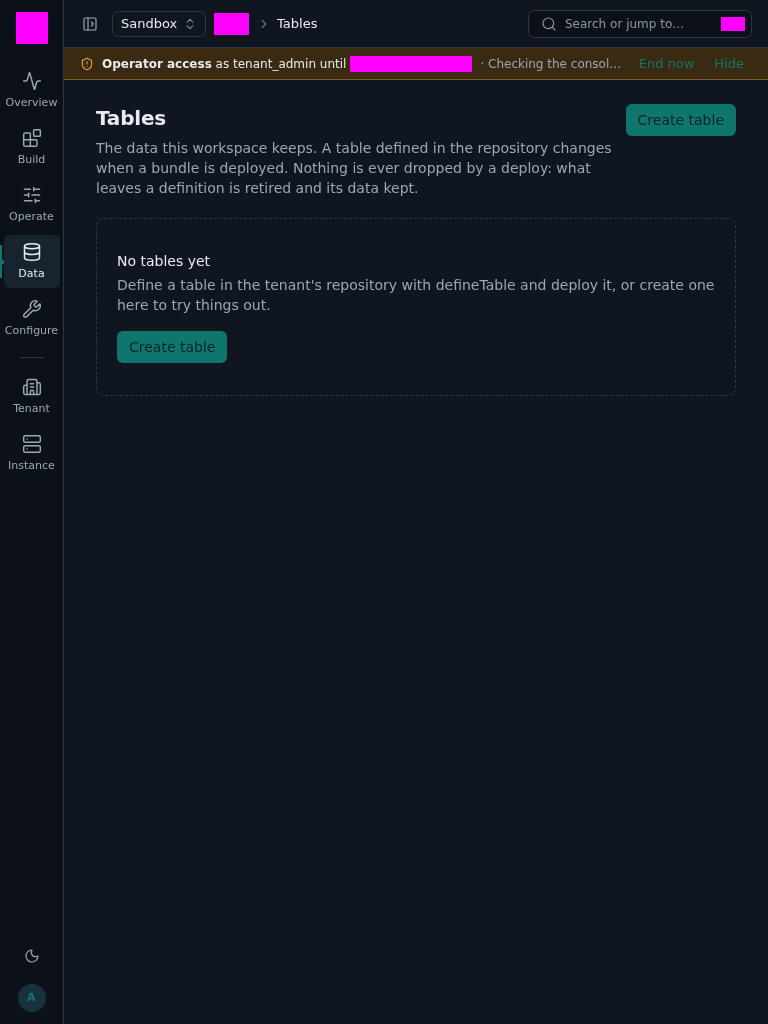 Sandbox
Tables
Search or jump to…
Operator access as tenant_admin until
· Checking the consol…
End now
Hide
Overview
Build
Operate
Data
Configure
Tenant
Instance
A
Tables
Create table
The data this workspace keeps. A table defined in the repository changes
when a bundle is deployed. Nothing is ever dropped by a deploy: what
leaves a definition is retired and its data kept.
No tables yet
Define a table in the tenant's repository with defineTable and deploy it, or create one
here to try things out.
Create table